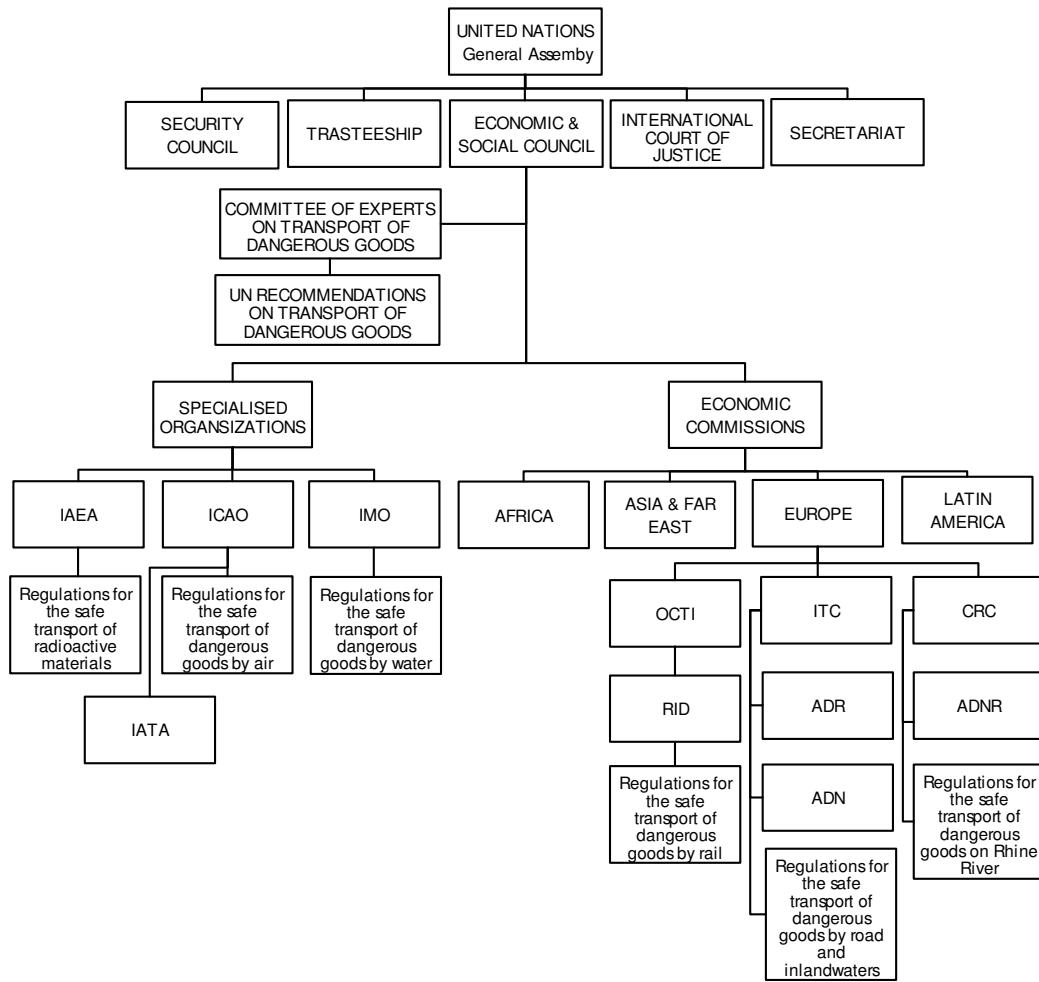 UNITED NATIONS
General Assemby
SECURITY
COUNCIL
TRASTEESHIP
ECONOMIC &
SOCIAL COUNCIL
INTERNATIONAL
COURT OF
JUSTICE
SECRETARIAT
COMMITTEE OF EXPERTS
ON TRANSPORT OF
DANGEROUS GOODS
UN RECOMMENDATIONS
ON TRANSPORT OF
DANGEROUS GOODS
SPECIALISED
ORGANSIZATIONS
ECONOMIC
COMMISSIONS
IAEA
ICAO
IMO
AFRICA
ASIA & FAR
EAST
EUROPE
LATIN
AMERICA
Regulations for
the safe
transport of
radioactive
materials
Regulations for
the safe
transport of
dangerous
goods by air
Regulations for
the safe
transport of
dangerous
goods by water
IATA
OCTI
ITC
CRC
RID
ADR
ADNR
Regulations for
the safe
transport of
dangerous
goods by rail
ADN
Regulations for
the safe
transport of
dangerous
goods on Rhine
River
Regulations for
the safe
transport of
dangerous
goods by road
and
inlandwaters